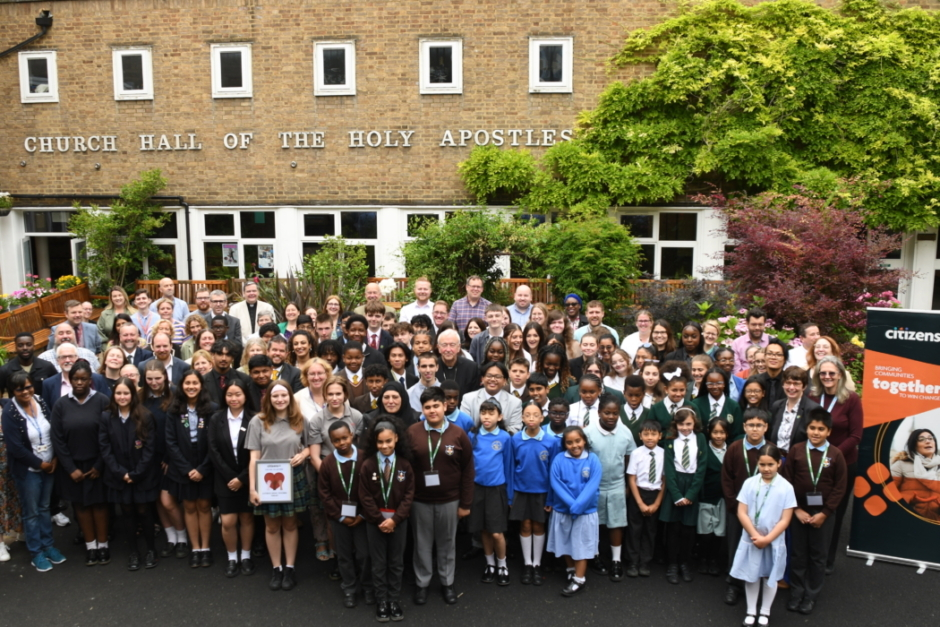 CHURCH HALL OF THE HOLY APOSTLES
citizens
BRINGING
COMMUNITIES
together
TO WIN CHANGE